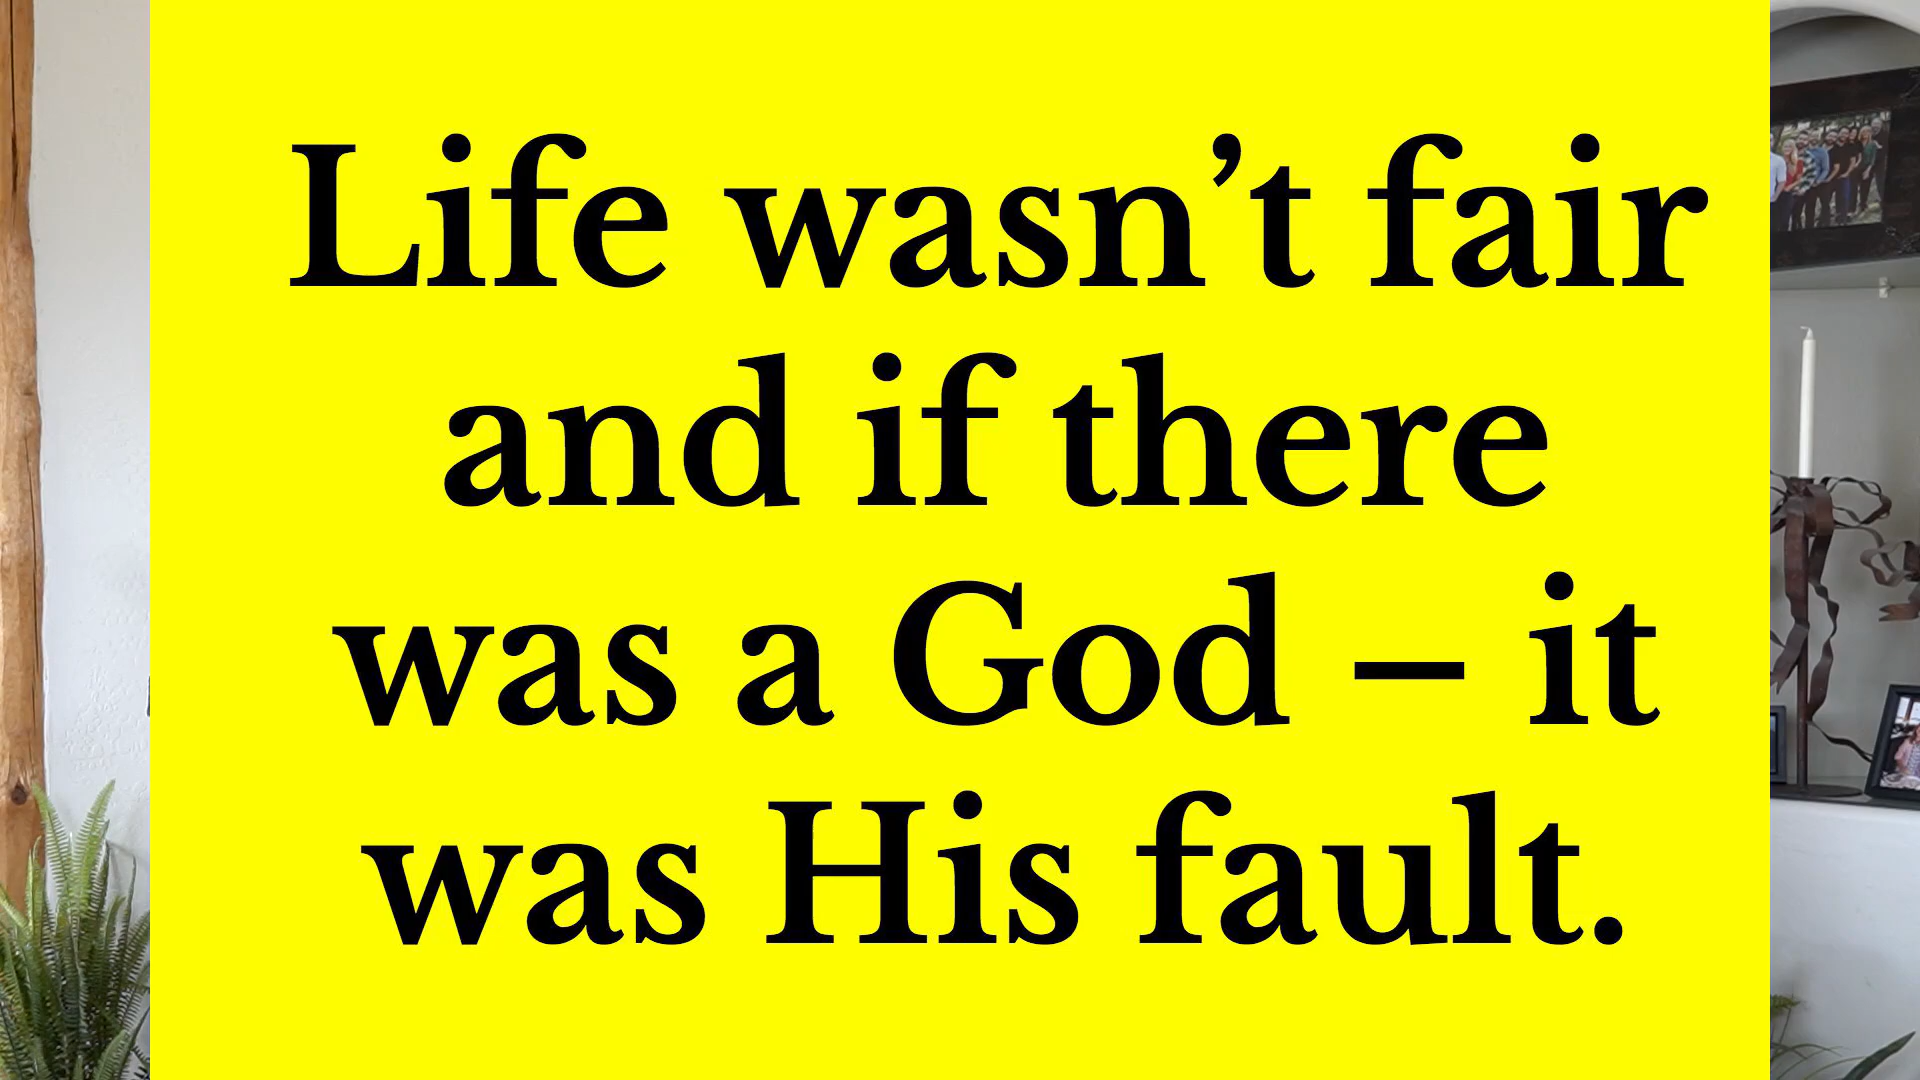 Life wasn’t fair
and if there
was a God – it
was His fault.